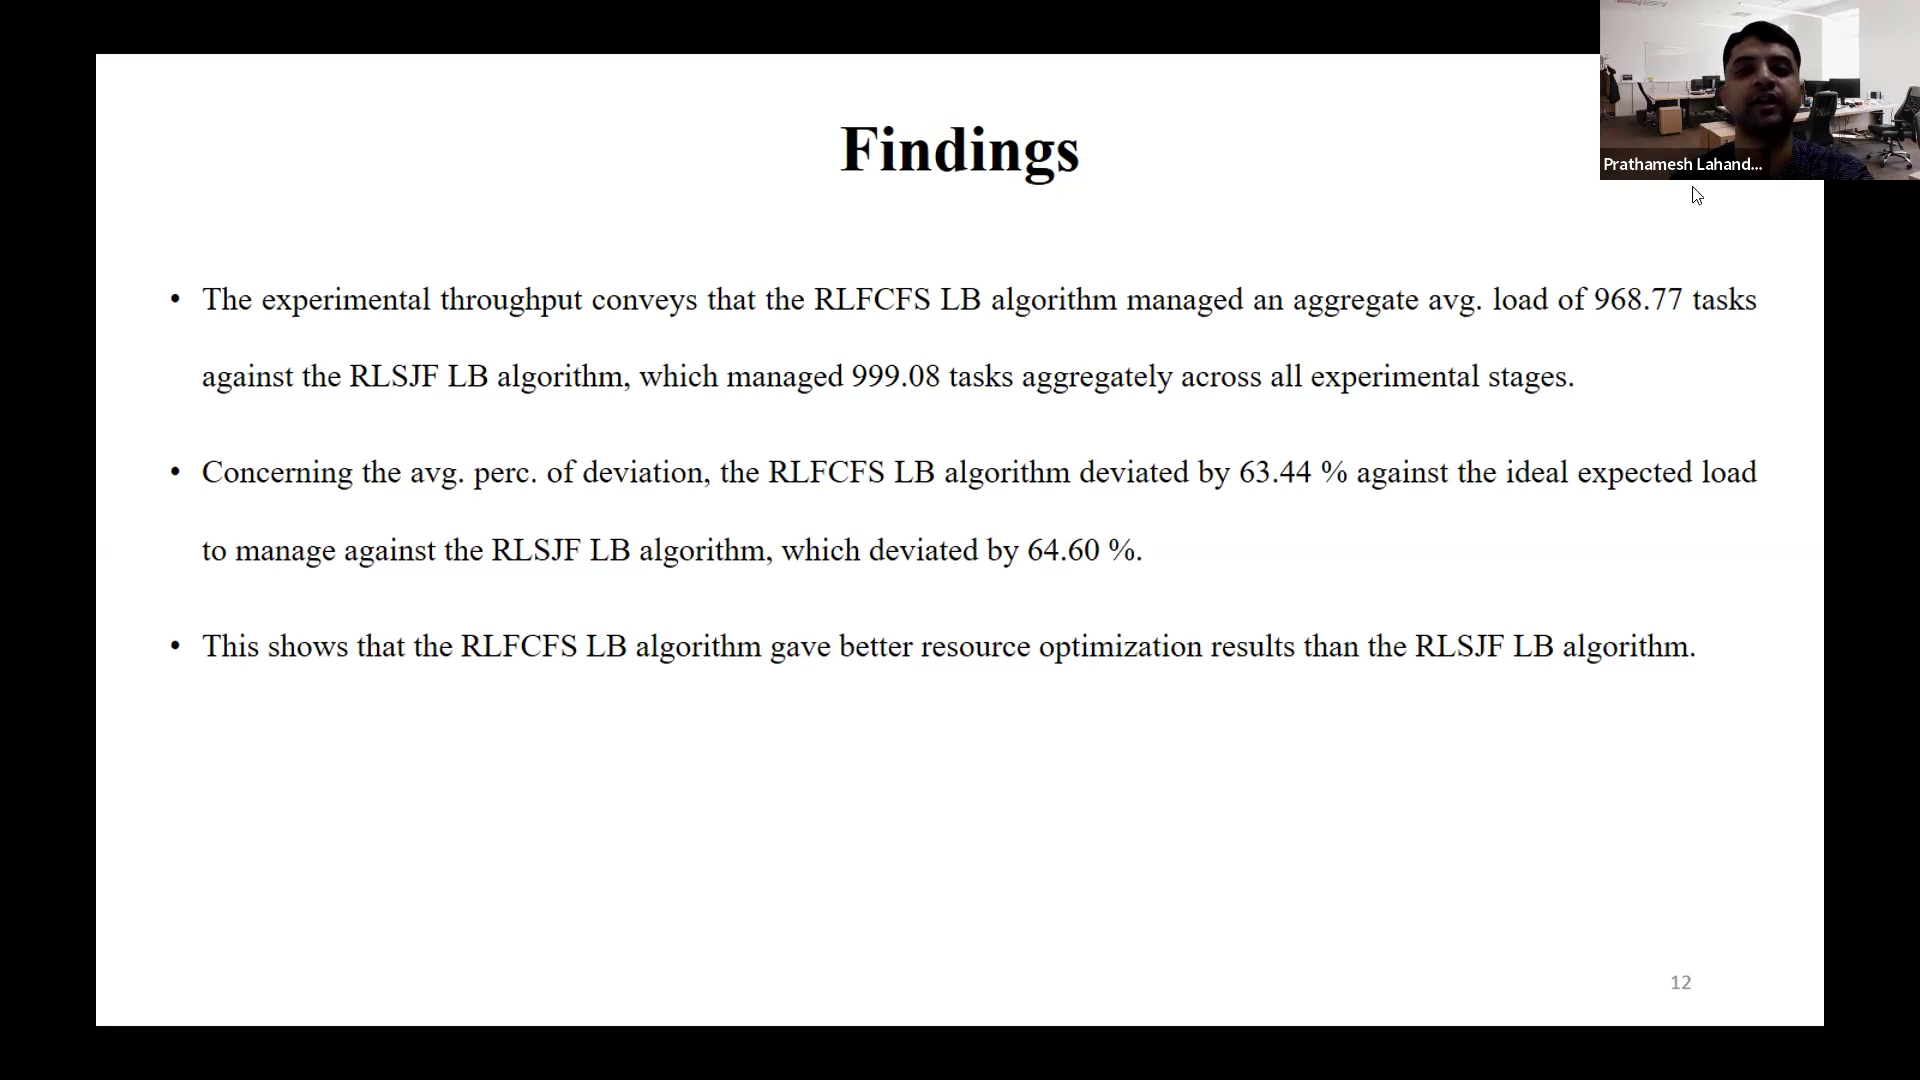 Findings
Prathamesh Lahand...
• The experimental throughput conveys that the RLFCFS LB algorithm managed an aggregate avg. load of 968.77 tasks
against the RLSJF LB algorithm, which managed 999.08 tasks aggregately across all experimental stages.
• Concerning the avg. perc. of deviation, the RLFCFS LB algorithm deviated by 63.44 % against the ideal expected load
to manage against the RLSJF LB algorithm, which deviated by 64.60 %.
• This shows that the RLFCFS LB algorithm gave better resource optimization results than the RLSJF LB algorithm.
12